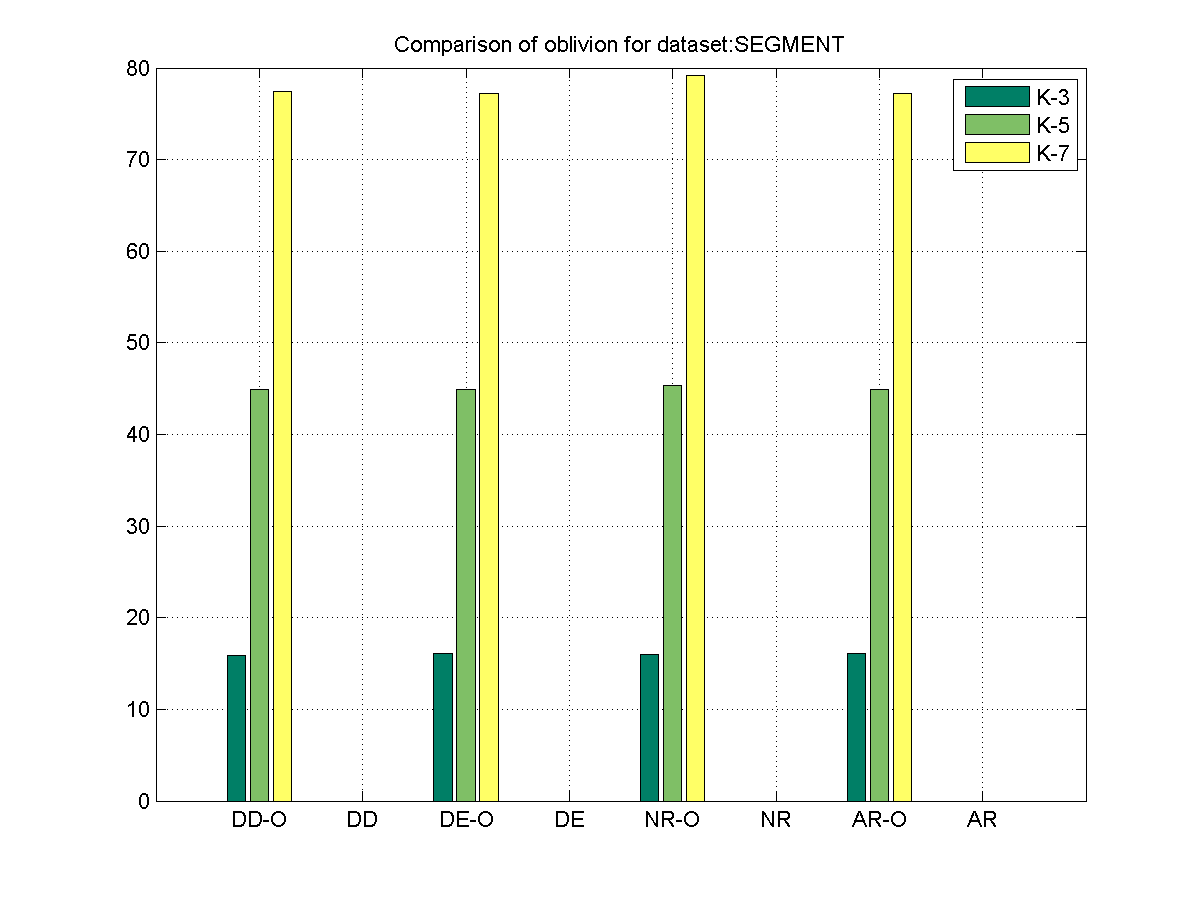 Comparison of oblivion for dataset:SEGMENT
80
70
60
50
40
30
20
10
0
K-3
K-5
K-7
DD-O DD DE-O DE NR-O NR AR-O AR